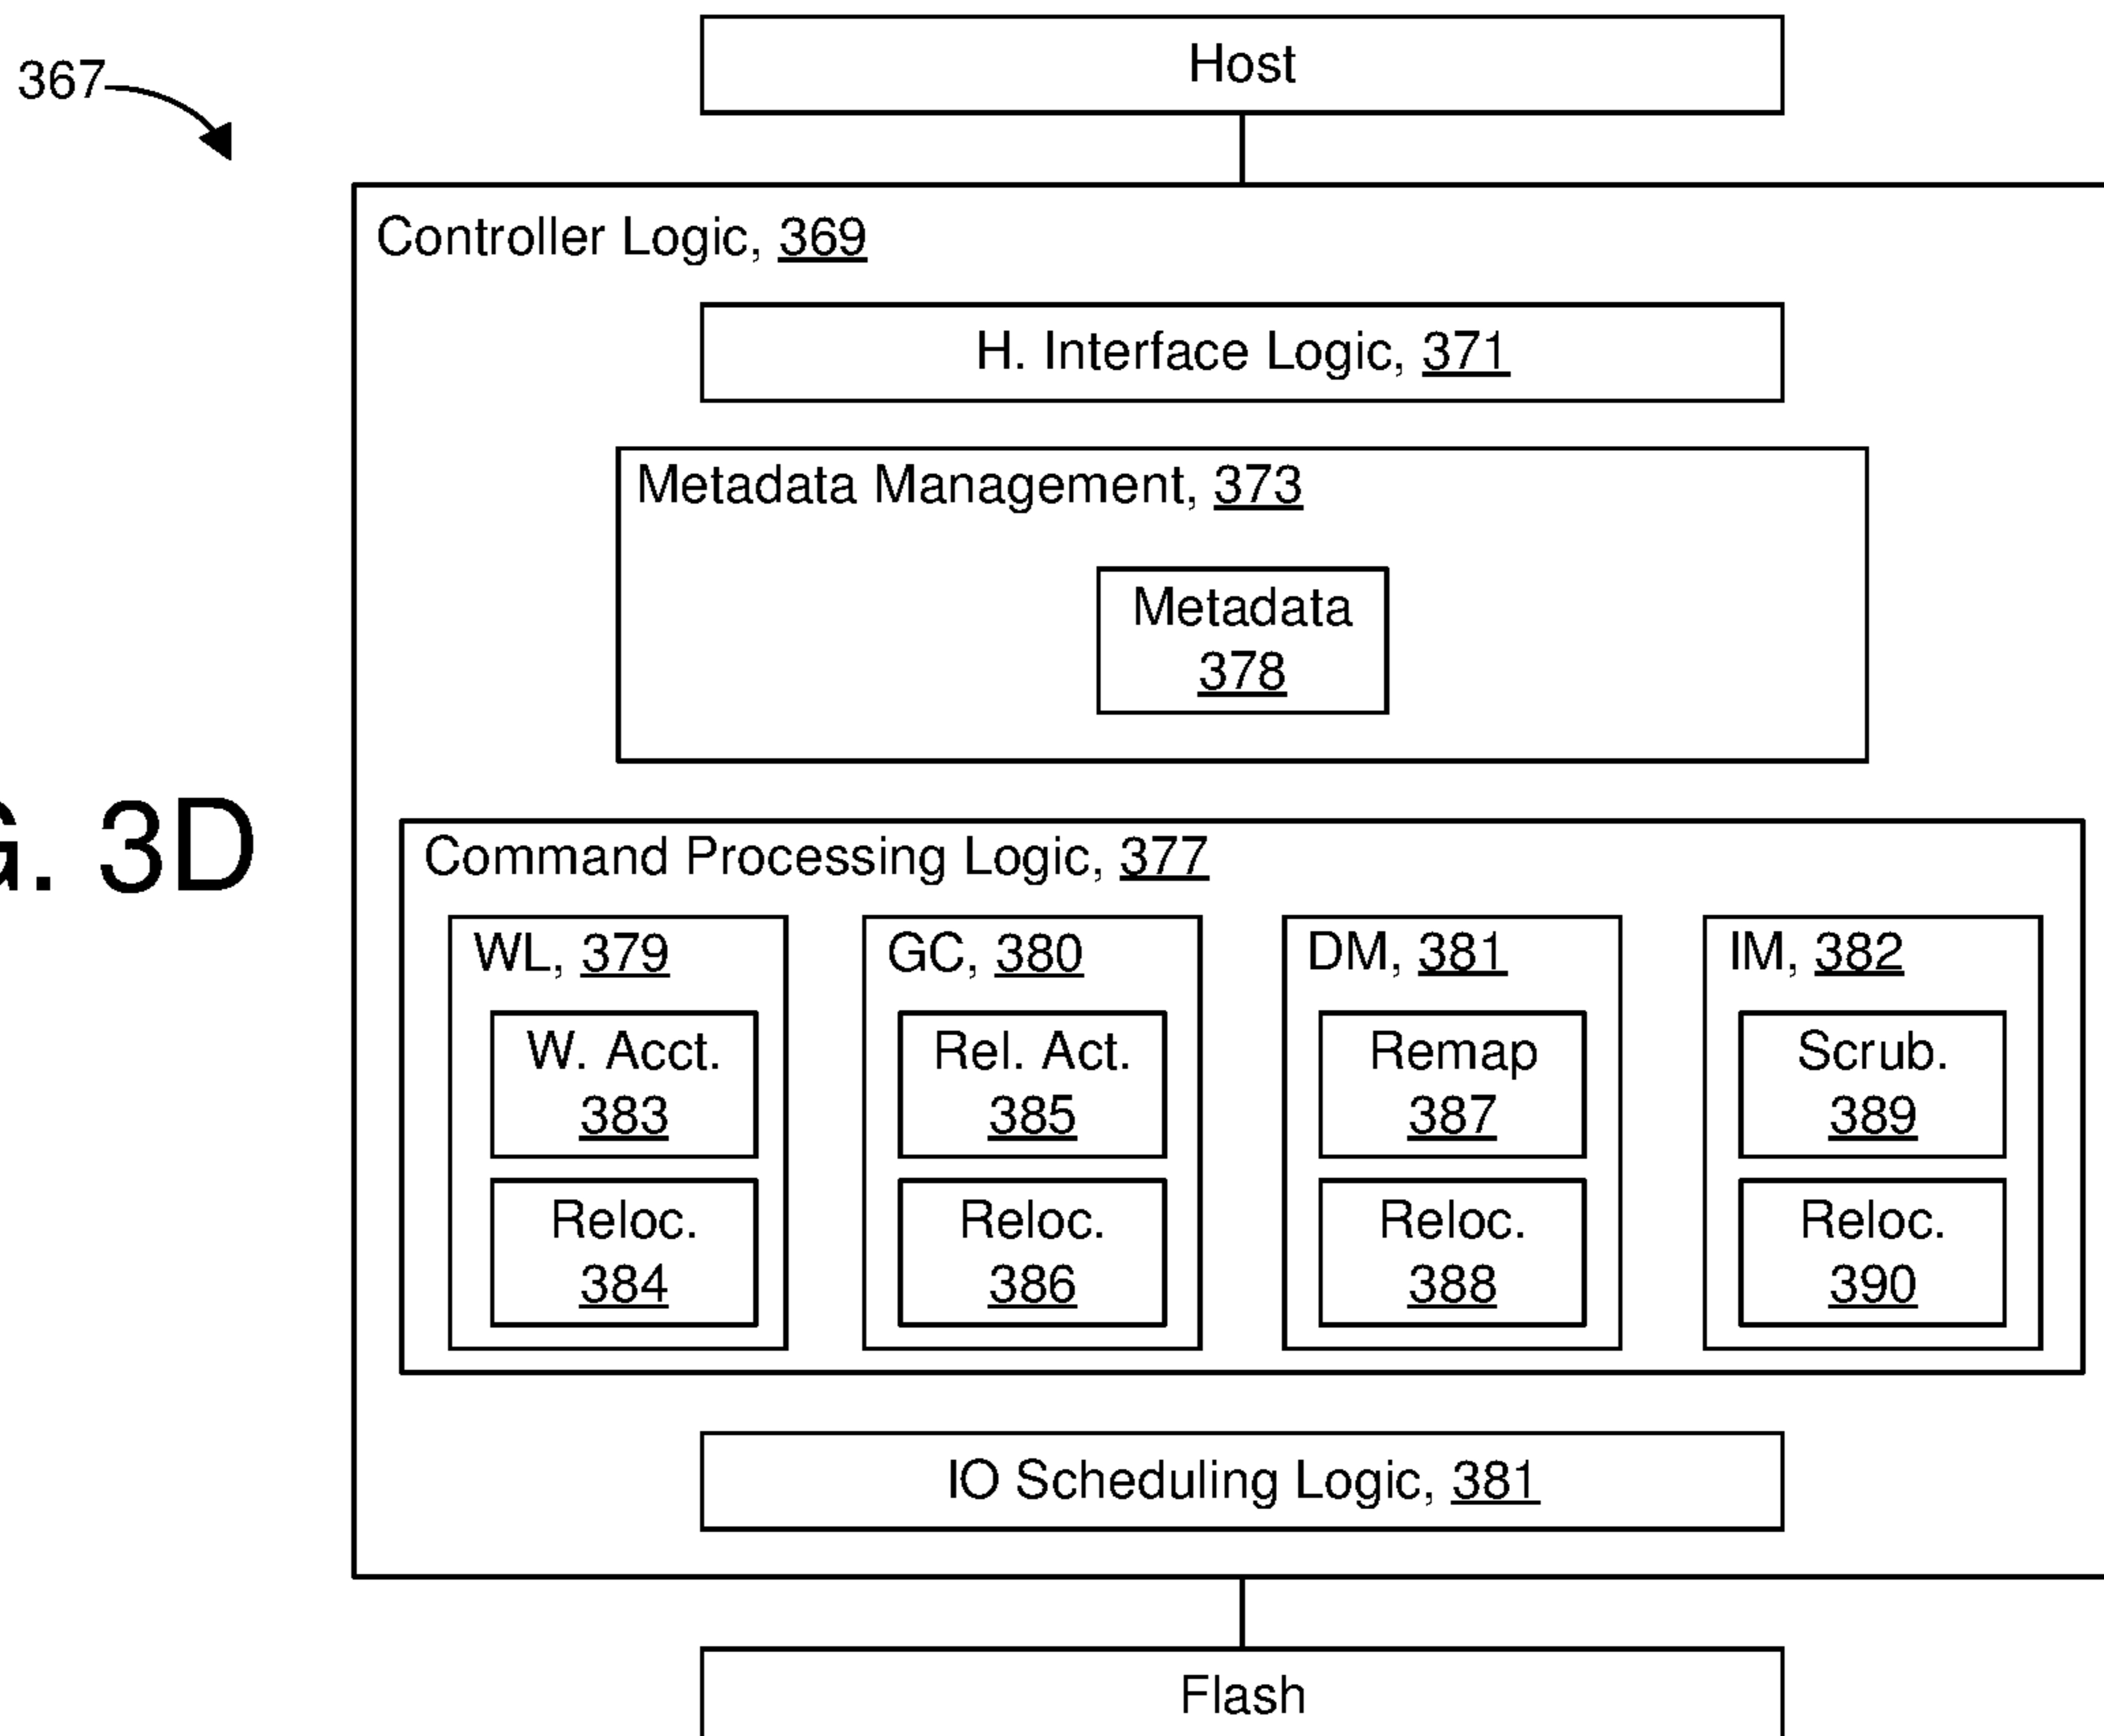 Host
367
Controller Logic, 369
H. Interface Logic, 371
Metadada Management, 373
Metadata
378
G. 3D
Command Processing Logic, 377
WL, 379
GC, 380
DM, 381
IM, 382
W. Acct.
383
Rel. Act.
385
Remap
387
Scrub.
389
Reloc.
384
Reloc.
386
Reloc.
388
Reloc.
390
IO Scheduling Logic, 381
Flash